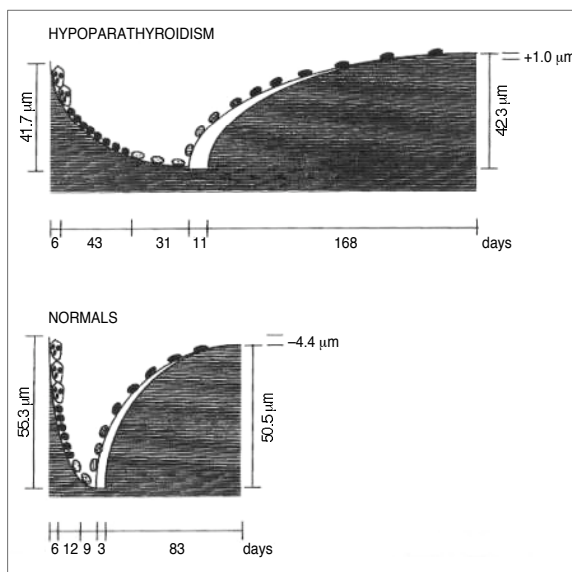 HYPOPARATHYROIDISM
+1.0 µm
41.7 µm
42.3 µm
6 43 31 11 168 days
NORMALS
–4.4 µm
55.3 µm
50.5 µm
6 12 9 3 83 days